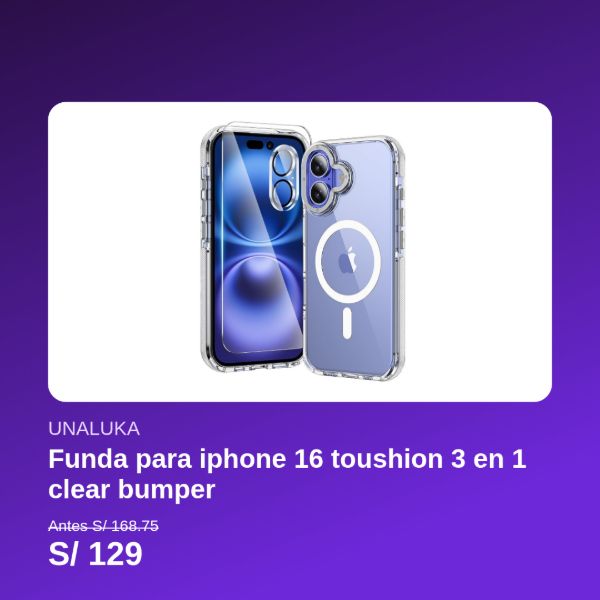 UNALUKA
Funda para iphone 16 toushion 3 en 1
clear bumper
Antes S/ 168.75
S/ 129